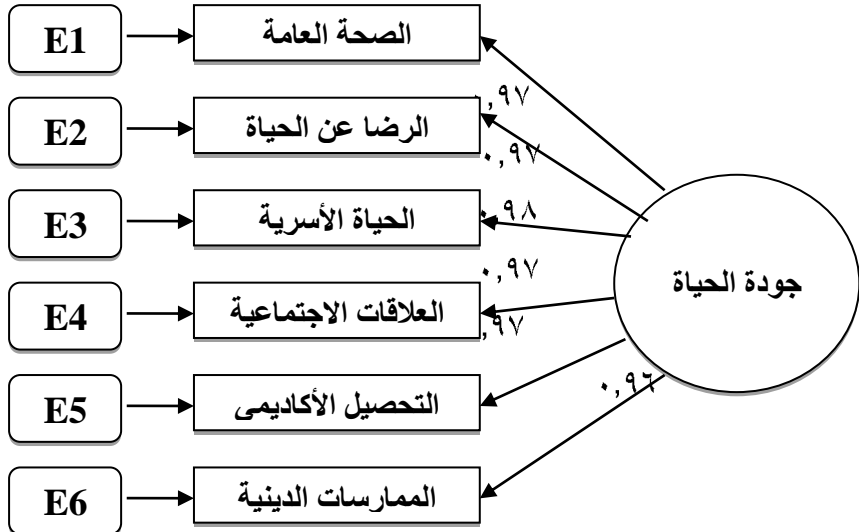 E1
الصحة العامة
٠,٩٧
E2
الرضا عن الحياة
٠,٩٧
E3
الحياة الأسرية
٠,٩٨
جودة الحياة
٠,٩٧
E4
العلاقات الاجتماعية
٠,٩٧
E5
التحصيل الأكاديمى
٠,٩٦
E6
الممارسات الدينية